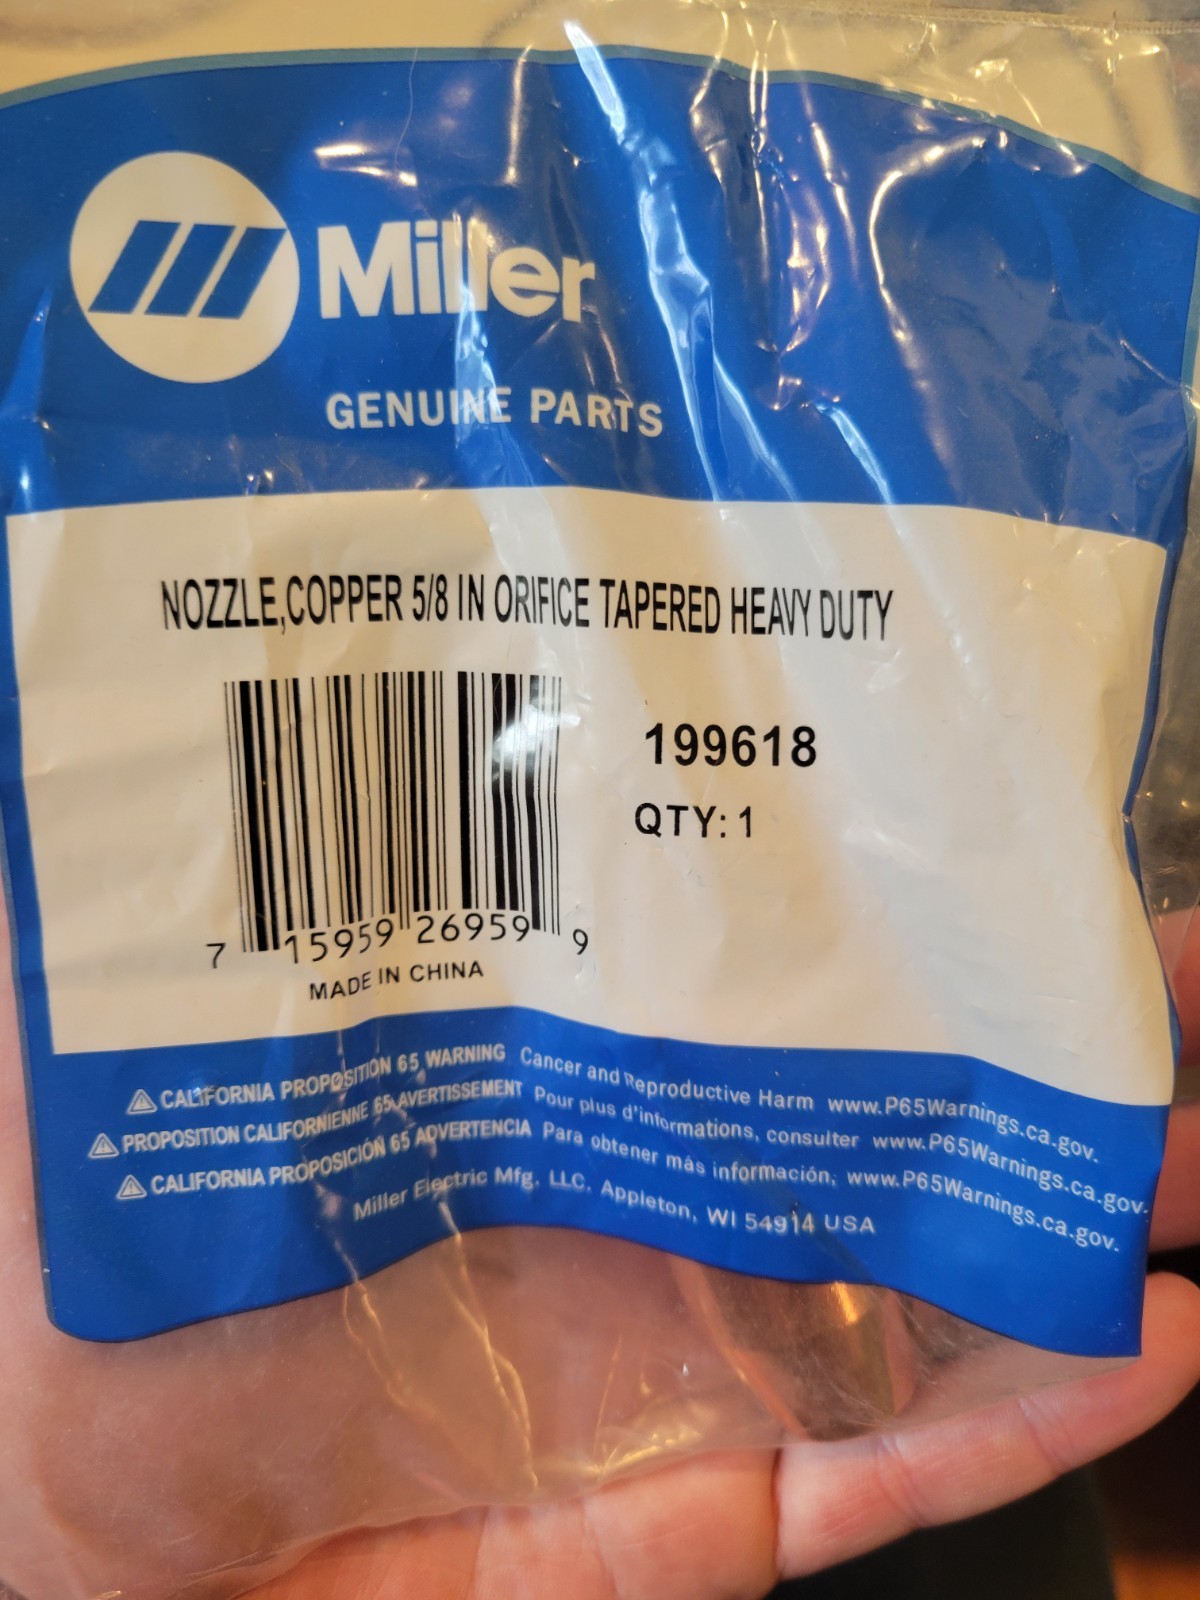 Miller
GENUINE PARTS
NOZZLE,COPPER 5/8 IN ORIFICE TAPERED HEAVY DUTY
199618
QTY: 1
7 15959 26959 9
MADE IN CHINA
⚠ CALIFORNIA PROPOSITION 65 WARNING Cancer and Reproductive Harm www.P65Warnings.ca.gov.
⚠ PROPOSITION CALIFORNIENNE 65 AVERTISSEMENT Pour plus d'informations, consulter www.P65Warnings.ca.gov.
⚠ CALIFORNIA PROPOSICIÓN 65 ADVERTENCIA Para obtener más información, www.P65Warnings.ca.gov.
Miller Electric Mfg. LLC. Appleton, WI 54914 USA